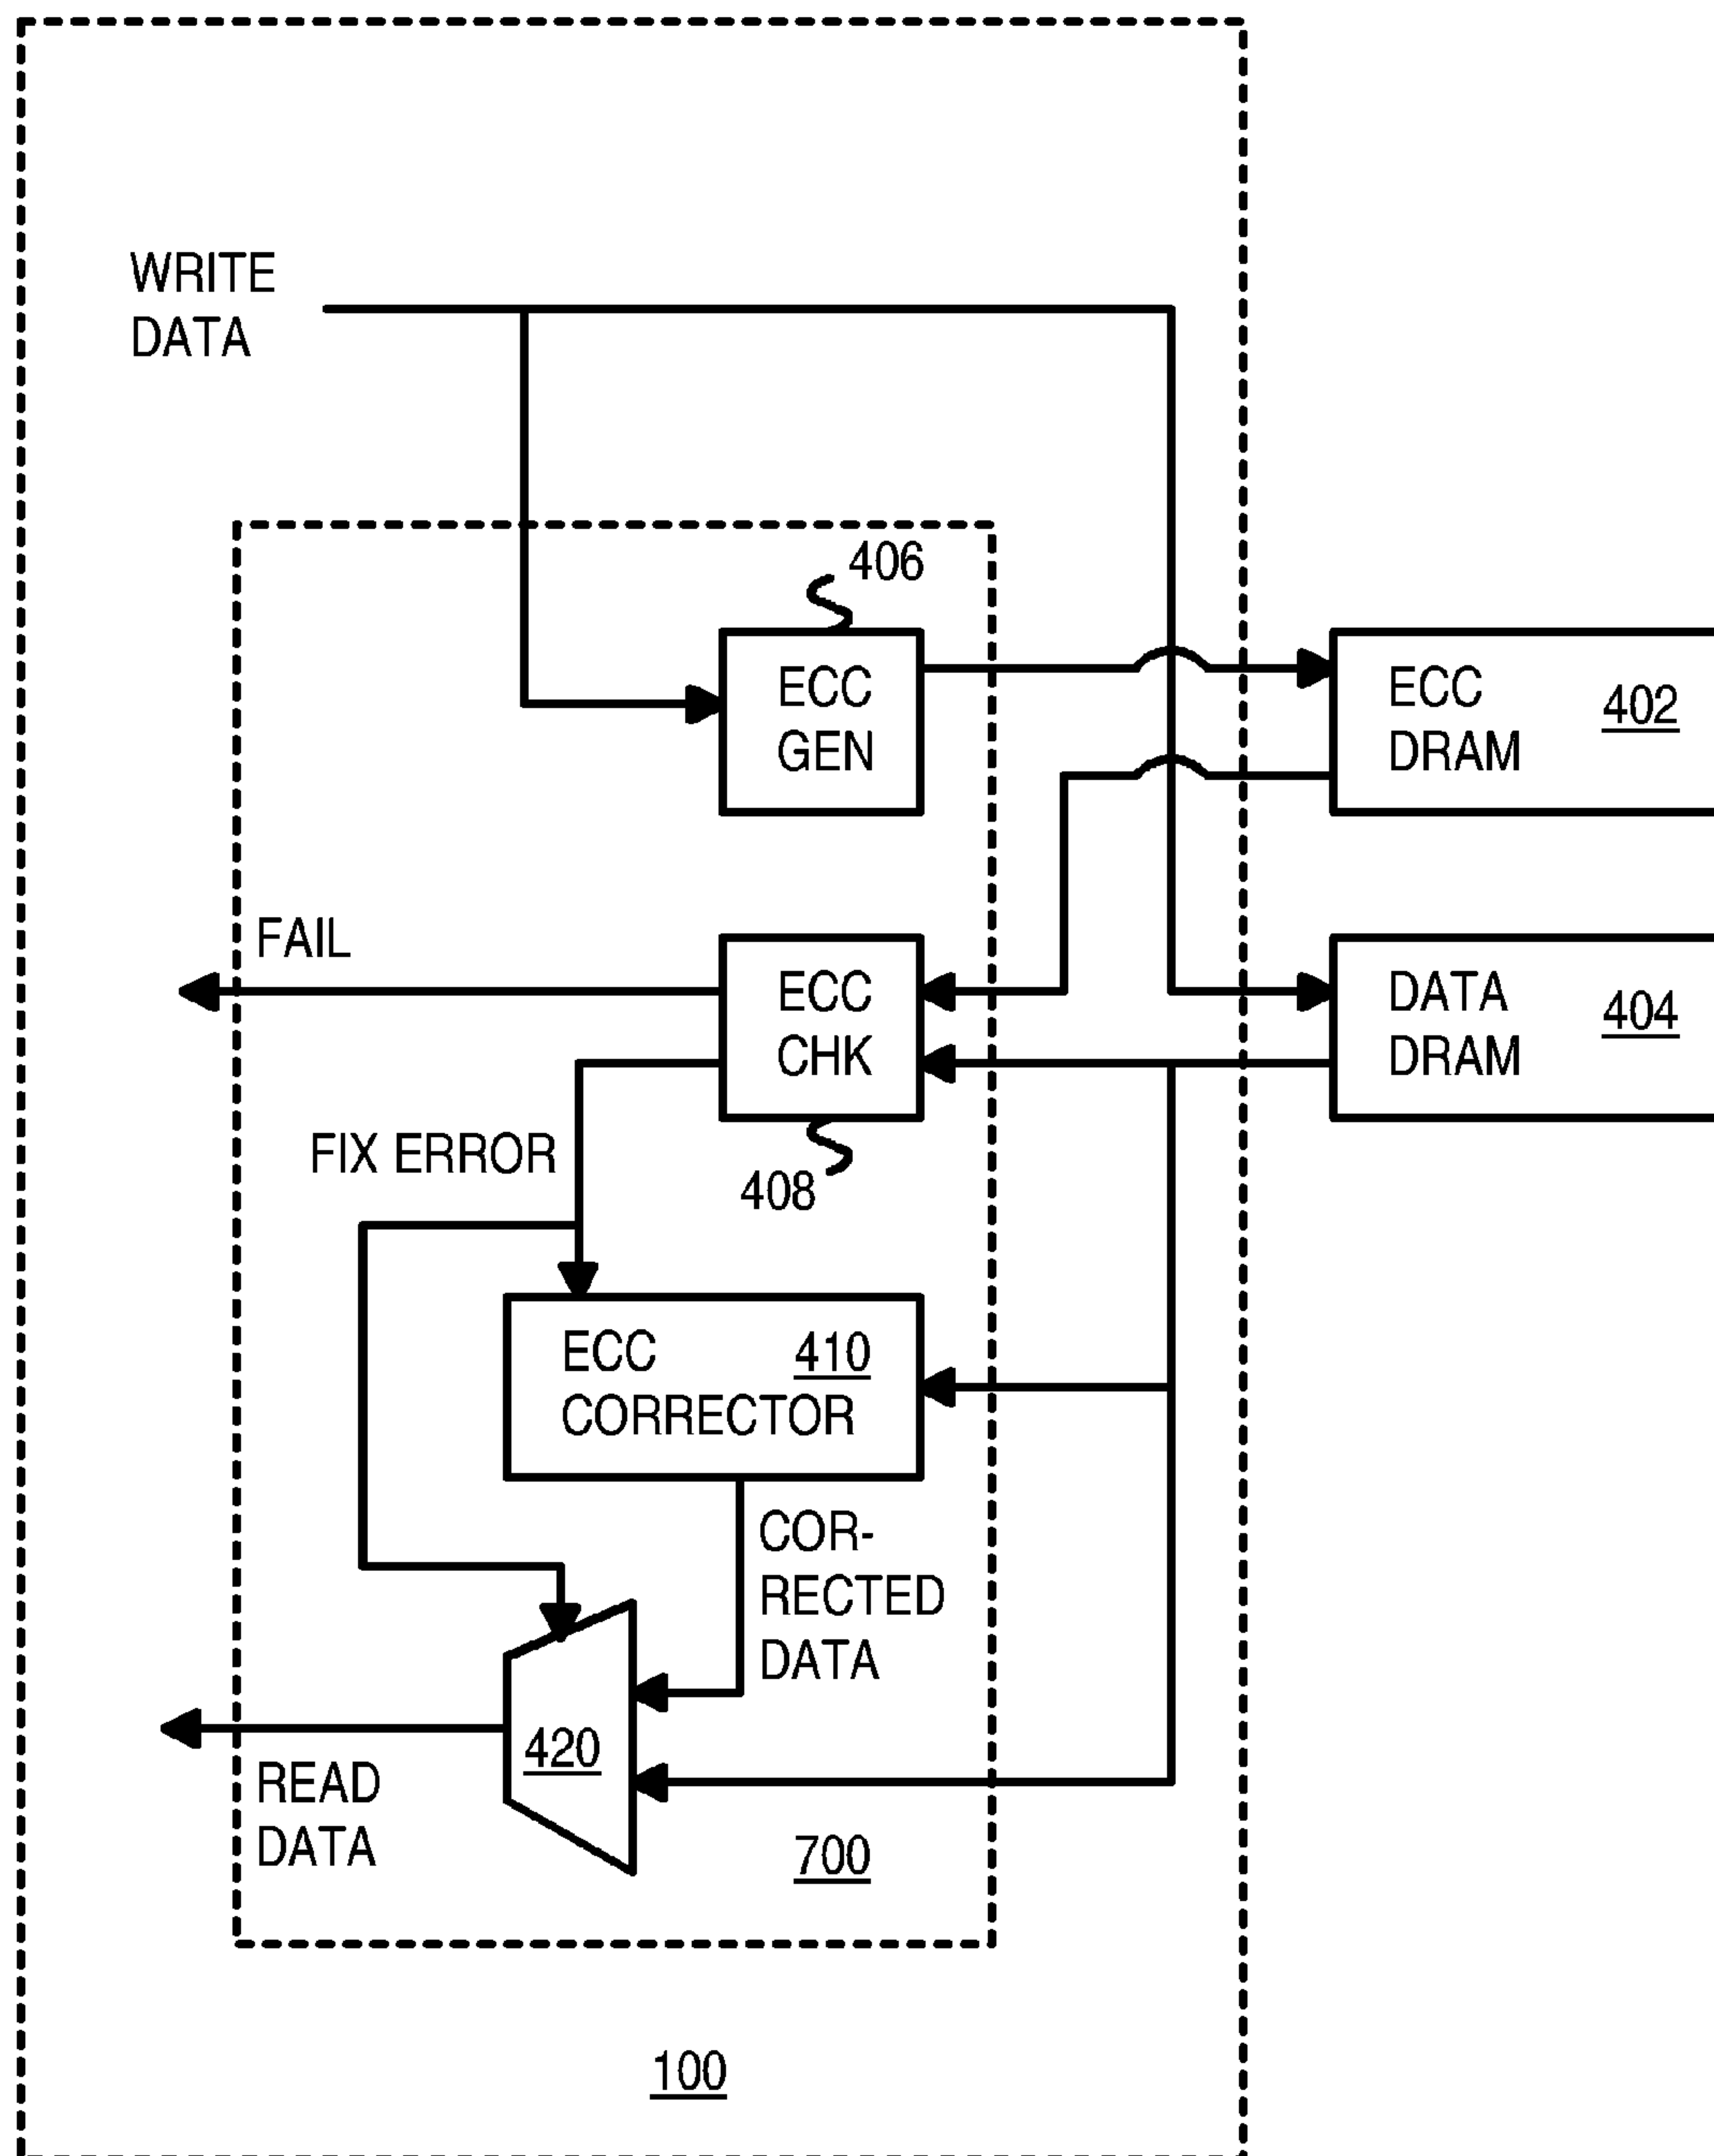 WRITE
DATA
406
ECC
GEN
ECC
DRAM
402
FAIL
ECC
CHK
DATA
DRAM
404
FIX ERROR
408
ECC
CORRECTOR
410
COR-
RECTED
DATA
420
READ
DATA
700
100